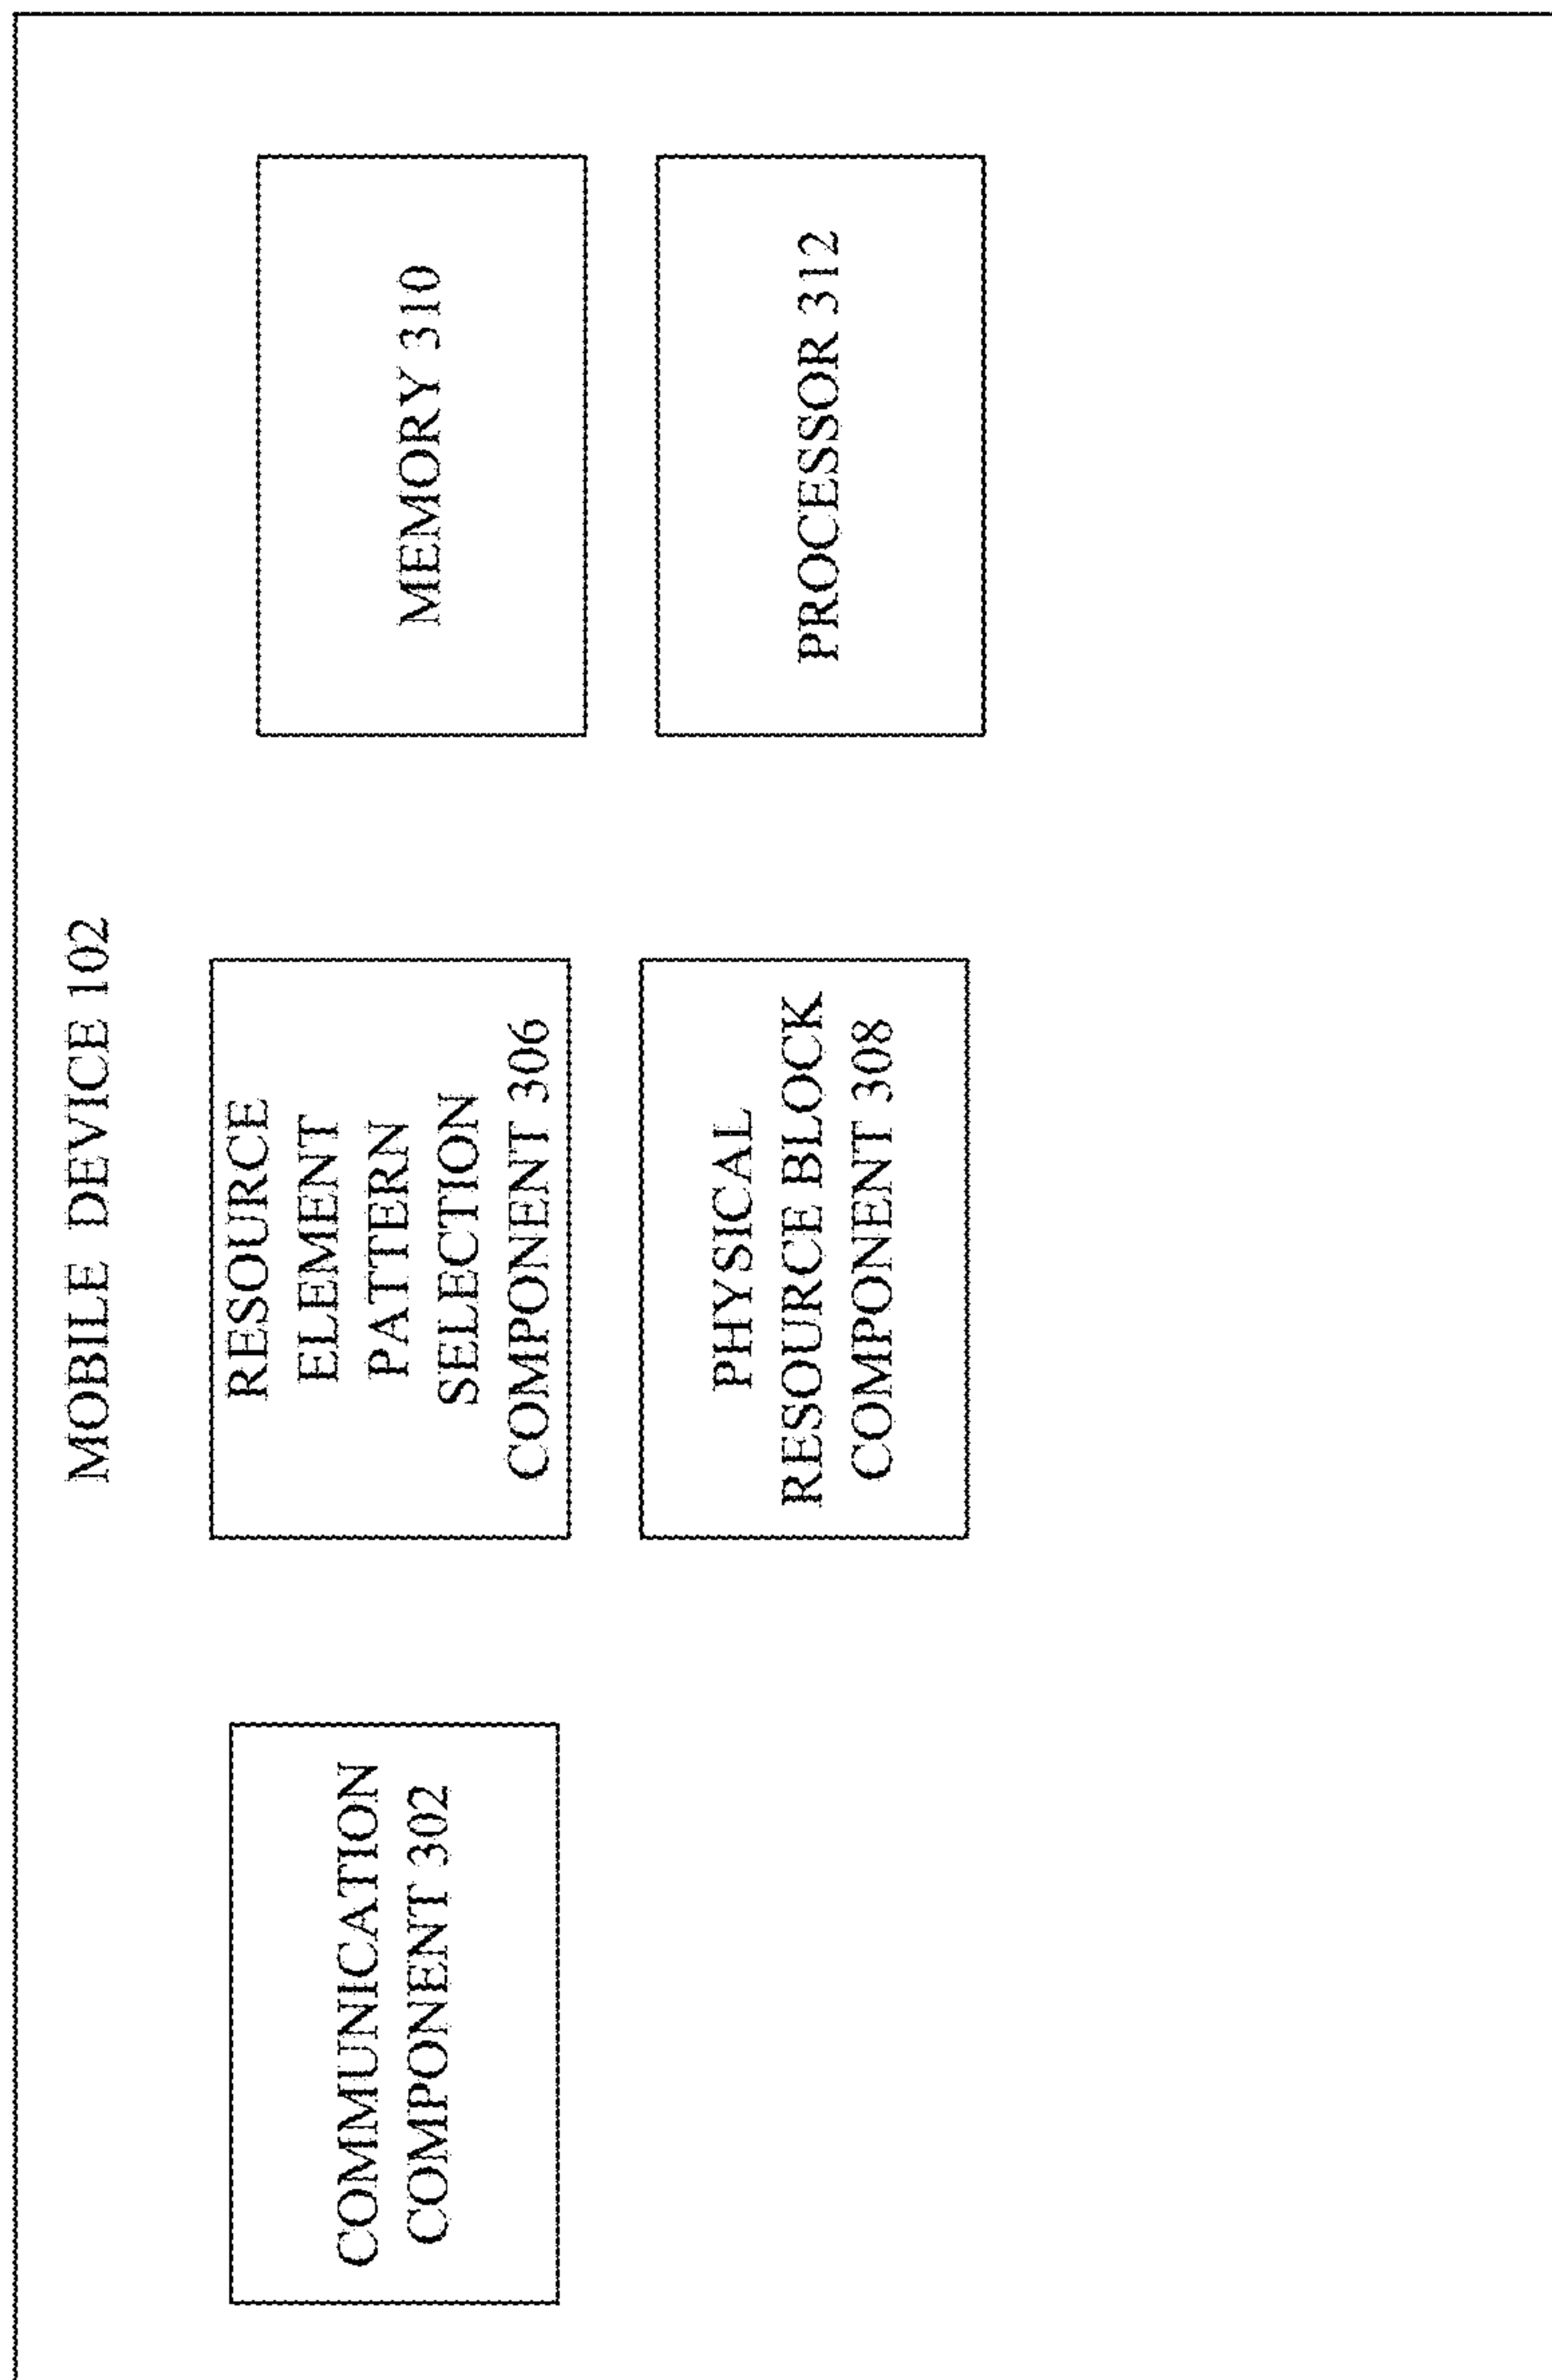 MOBILE DEVICE 102
COMMUNICATION
COMPONENT 302
RESOURCE
ELEMENT
PATTERN
SELECTION
COMPONENT 306
PHYSICAL
RESOURCE BLOCK
COMPONENT 308
MEMORY 310
PROCESSOR 312